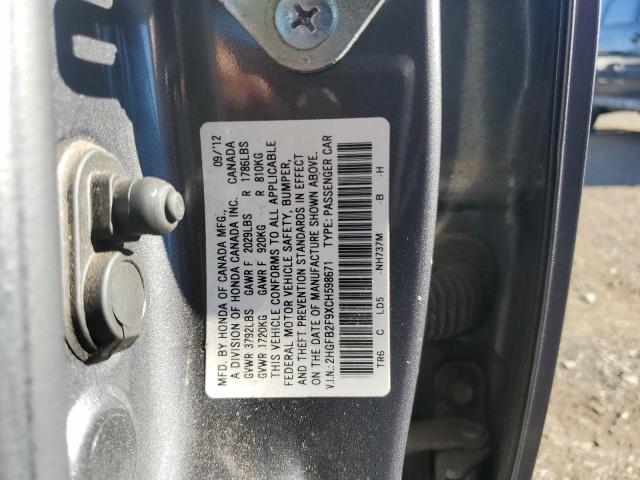 MFD. BY HONDA OF CANADA MFG., 09/12
A DIVISION OF HONDA CANADA INC. CANADA
GVWR 3792LBS GAWR F 2029LBS R 1786LBS
GVWR 1720KG GAWR F 920KG R 810KG
THIS VEHICLE CONFORMS TO ALL APPLICABLE
FEDERAL MOTOR VEHICLE SAFETY, BUMPER,
AND THEFT PREVENTION STANDARDS IN EFFECT
ON THE DATE OF MANUFACTURE SHOWN ABOVE.
V.I.N.: 2HGFB2F9XCH598671 TYPE: PASSENGER CAR
TR6 C LD5 -NH737M -B -H